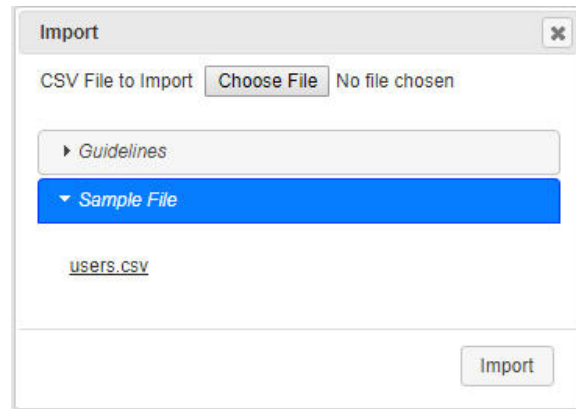 Import
CSV File to Import Choose File No file chosen
Guidelines
Sample File
users.csv
Import